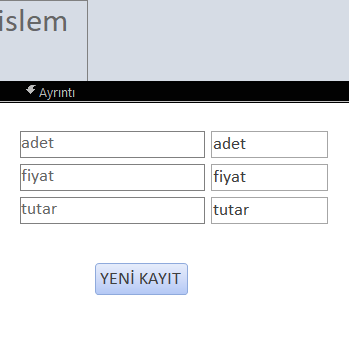 islem
Ayrıntı
adet adet
fiyat fiyat
tutar tutar
YENİ KAYIT